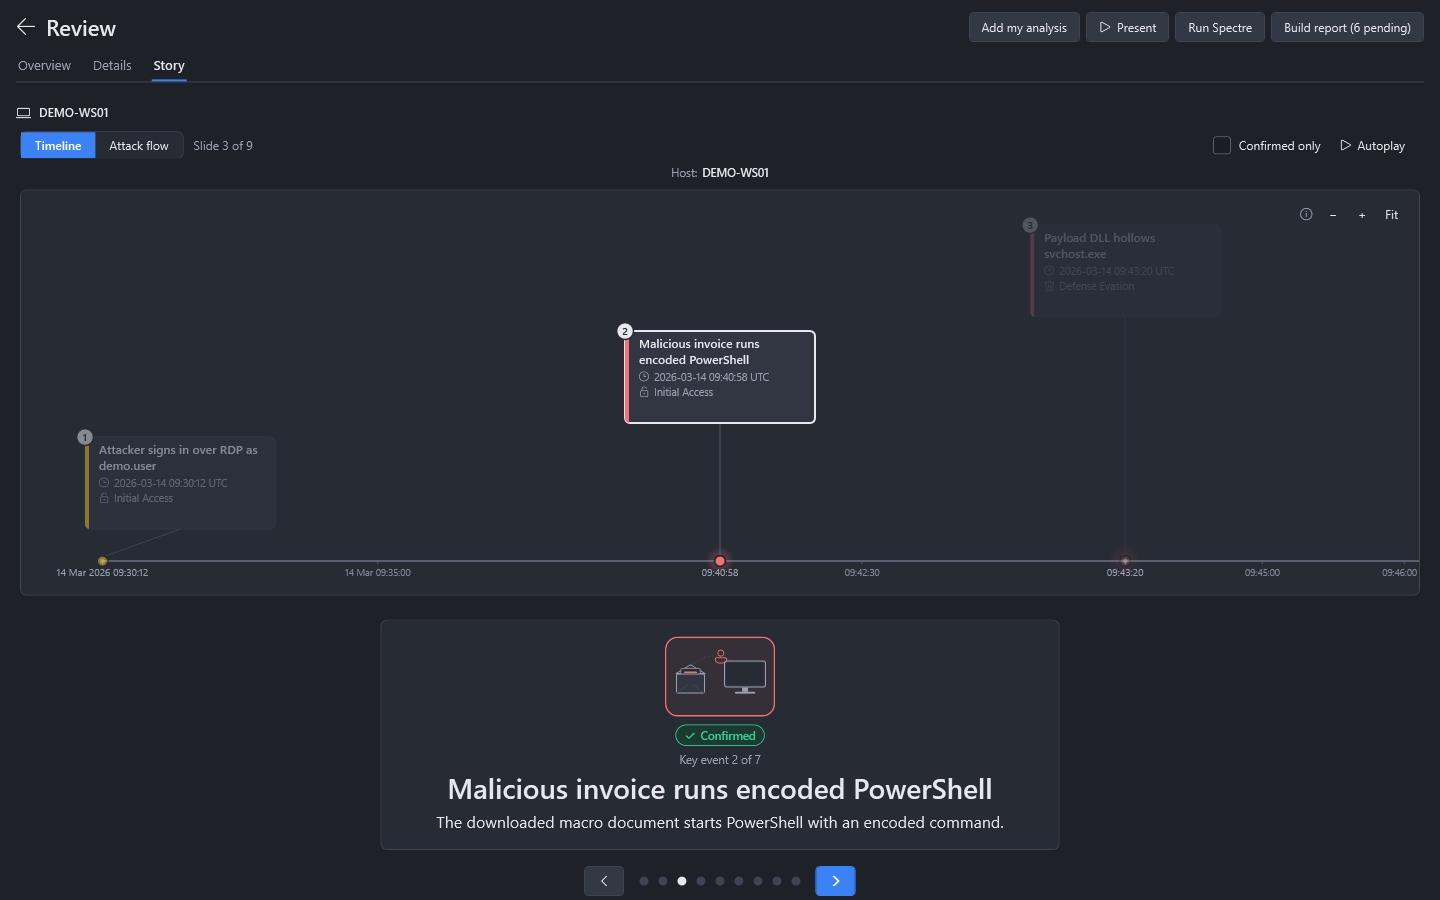 Review
Add my analysis
Present
Run Spectre
Build report (6 pending)
Overview
Details
Story
DEMO-WS01
Timeline
Attack flow
Slide 3 of 9
Confirmed only
Autoplay
Host: DEMO-WS01
− + Fit
3
Payload DLL hollows
svchost.exe
2026-03-14 09:43:20 UTC
Defense Evasion
2
Malicious invoice runs
encoded PowerShell
2026-03-14 09:40:58 UTC
Initial Access
1
Attacker signs in over RDP as
demo.user
2026-03-14 09:30:12 UTC
Initial Access
14 Mar 2026 09:30:12
14 Mar 09:35:00
09:40:58
09:42:30
09:43:20
09:45:00
09:46:00
Confirmed
Key event 2 of 7
Malicious invoice runs encoded PowerShell
The downloaded macro document starts PowerShell with an encoded command.